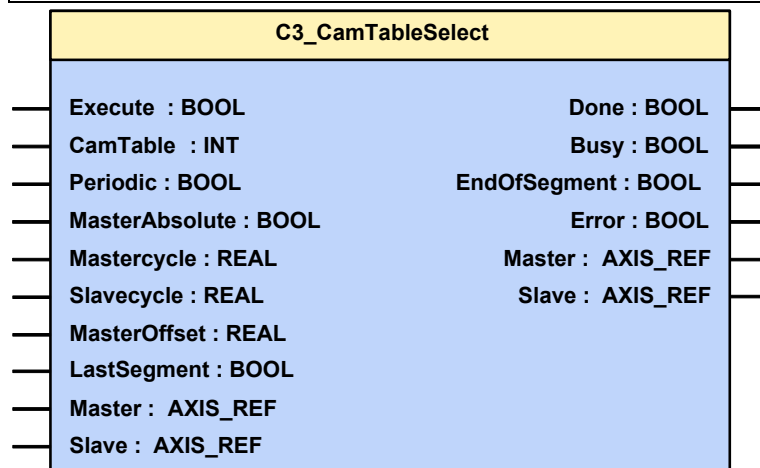 C3_CamTableSelect
Execute : BOOL Done : BOOL
CamTable : INT Busy : BOOL
Periodic : BOOL EndOfSegment : BOOL
MasterAbsolute : BOOL Error : BOOL
Mastercycle : REAL Master : AXIS_REF
Slavecycle : REAL Slave : AXIS_REF
MasterOffset : REAL
LastSegment : BOOL
Master : AXIS_REF
Slave : AXIS_REF